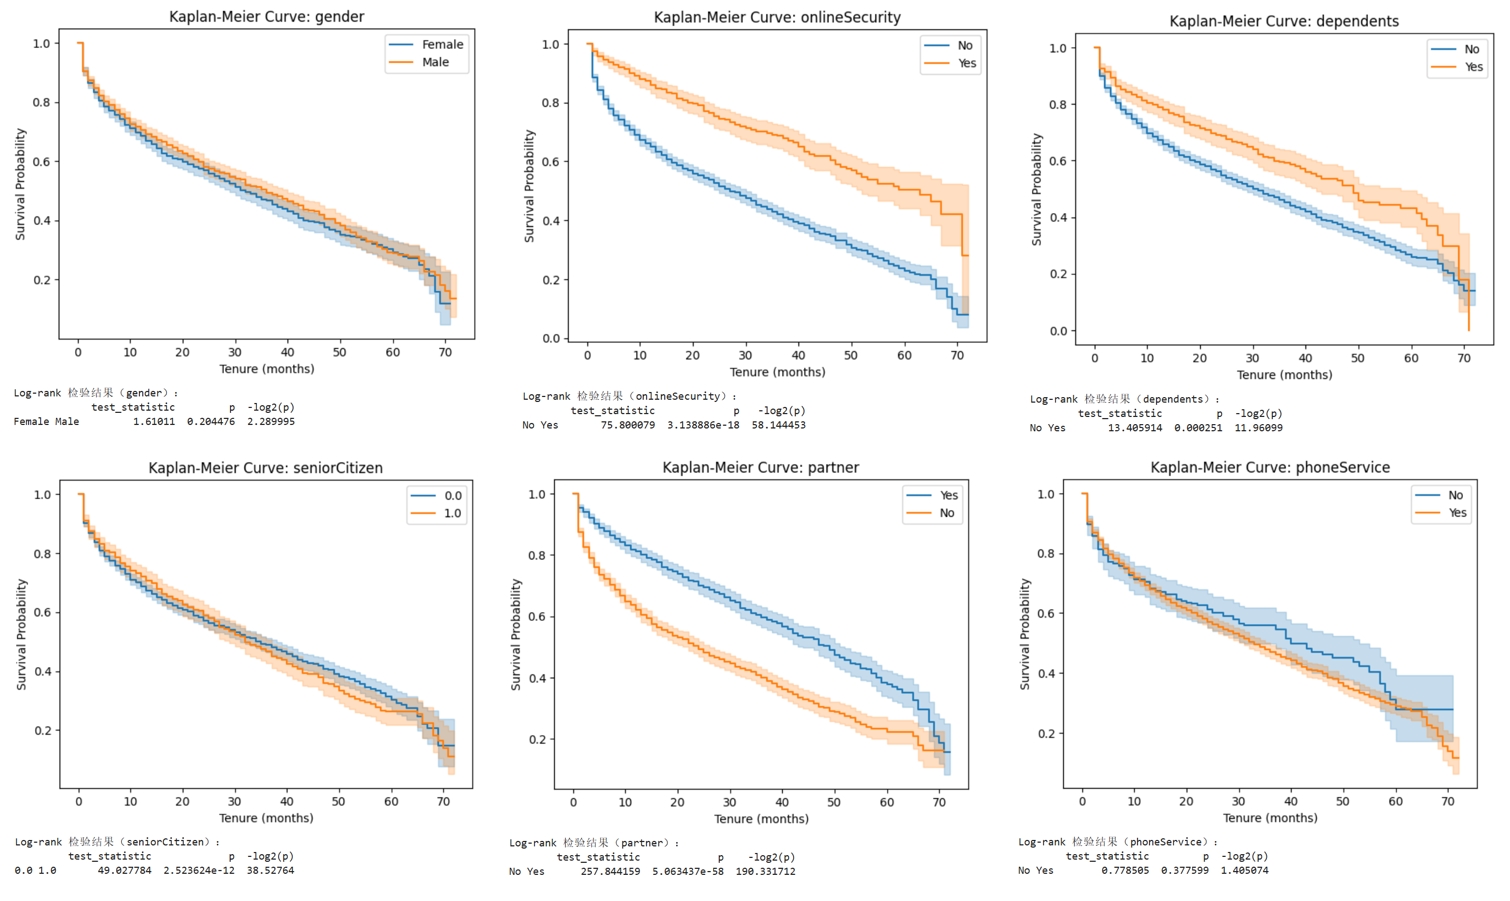 Kaplan-Meier Curve: gender
Female
Male
1.0
0.8
0.6
0.4
0.2
Survival Probability
0 10 20 30 40 50 60 70
Tenure (months)
Log-rank 检验结果（gender）：
test_statistic p -log2(p)
Female Male 1.61011 0.204476 2.289995
Kaplan-Meier Curve: onlineSecurity
No
Yes
1.0
0.8
0.6
0.4
0.2
0.0
Survival Probability
0 10 20 30 40 50 60 70
Tenure (months)
Log-rank 检验结果（onlineSecurity）：
test_statistic p -log2(p)
No Yes 75.800079 3.138886e-18 58.144453
Kaplan-Meier Curve: dependents
No
Yes
1.0
0.8
0.6
0.4
0.2
0.0
Survival Probability
0 10 20 30 40 50 60 70
Tenure (months)
Log-rank 检验结果（dependents）：
test_statistic p -log2(p)
No Yes 13.405914 0.000251 11.96099
Kaplan-Meier Curve: seniorCitizen
0.0
1.0
1.0
0.8
0.6
0.4
0.2
Survival Probability
0 10 20 30 40 50 60 70
Tenure (months)
Log-rank 检验结果（seniorCitizen）：
test_statistic p -log2(p)
0.0 1.0 49.027784 2.523624e-12 38.52764
Kaplan-Meier Curve: partner
Yes
No
1.0
0.8
0.6
0.4
0.2
Survival Probability
0 10 20 30 40 50 60 70
Tenure (months)
Log-rank 检验结果（partner）：
test_statistic p -log2(p)
No Yes 257.844159 5.063437e-58 190.331712
Kaplan-Meier Curve: phoneService
No
Yes
1.0
0.8
0.6
0.4
0.2
Survival Probability
0 10 20 30 40 50 60 70
Tenure (months)
Log-rank 检验结果（phoneService）：
test_statistic p -log2(p)
No Yes 0.778505 0.377599 1.405074